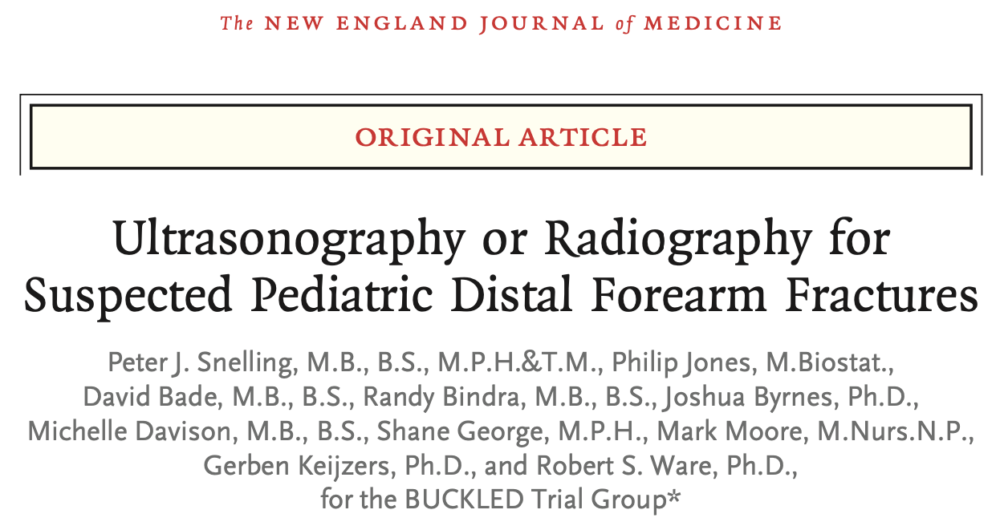 The NEW ENGLAND JOURNAL of MEDICINE
ORIGINAL ARTICLE
Ultrasonography or Radiography for
Suspected Pediatric Distal Forearm Fractures
Peter J. Snelling, M.B., B.S., M.P.H.&T.M., Philip Jones, M.Biostat.,
David Bade, M.B., B.S., Randy Bindra, M.B., B.S., Joshua Byrnes, Ph.D.,
Michelle Davison, M.B., B.S., Shane George, M.P.H., Mark Moore, M.Nurs.N.P.,
Gerben Keijzers, Ph.D., and Robert S. Ware, Ph.D.,
for the BUCKLED Trial Group*